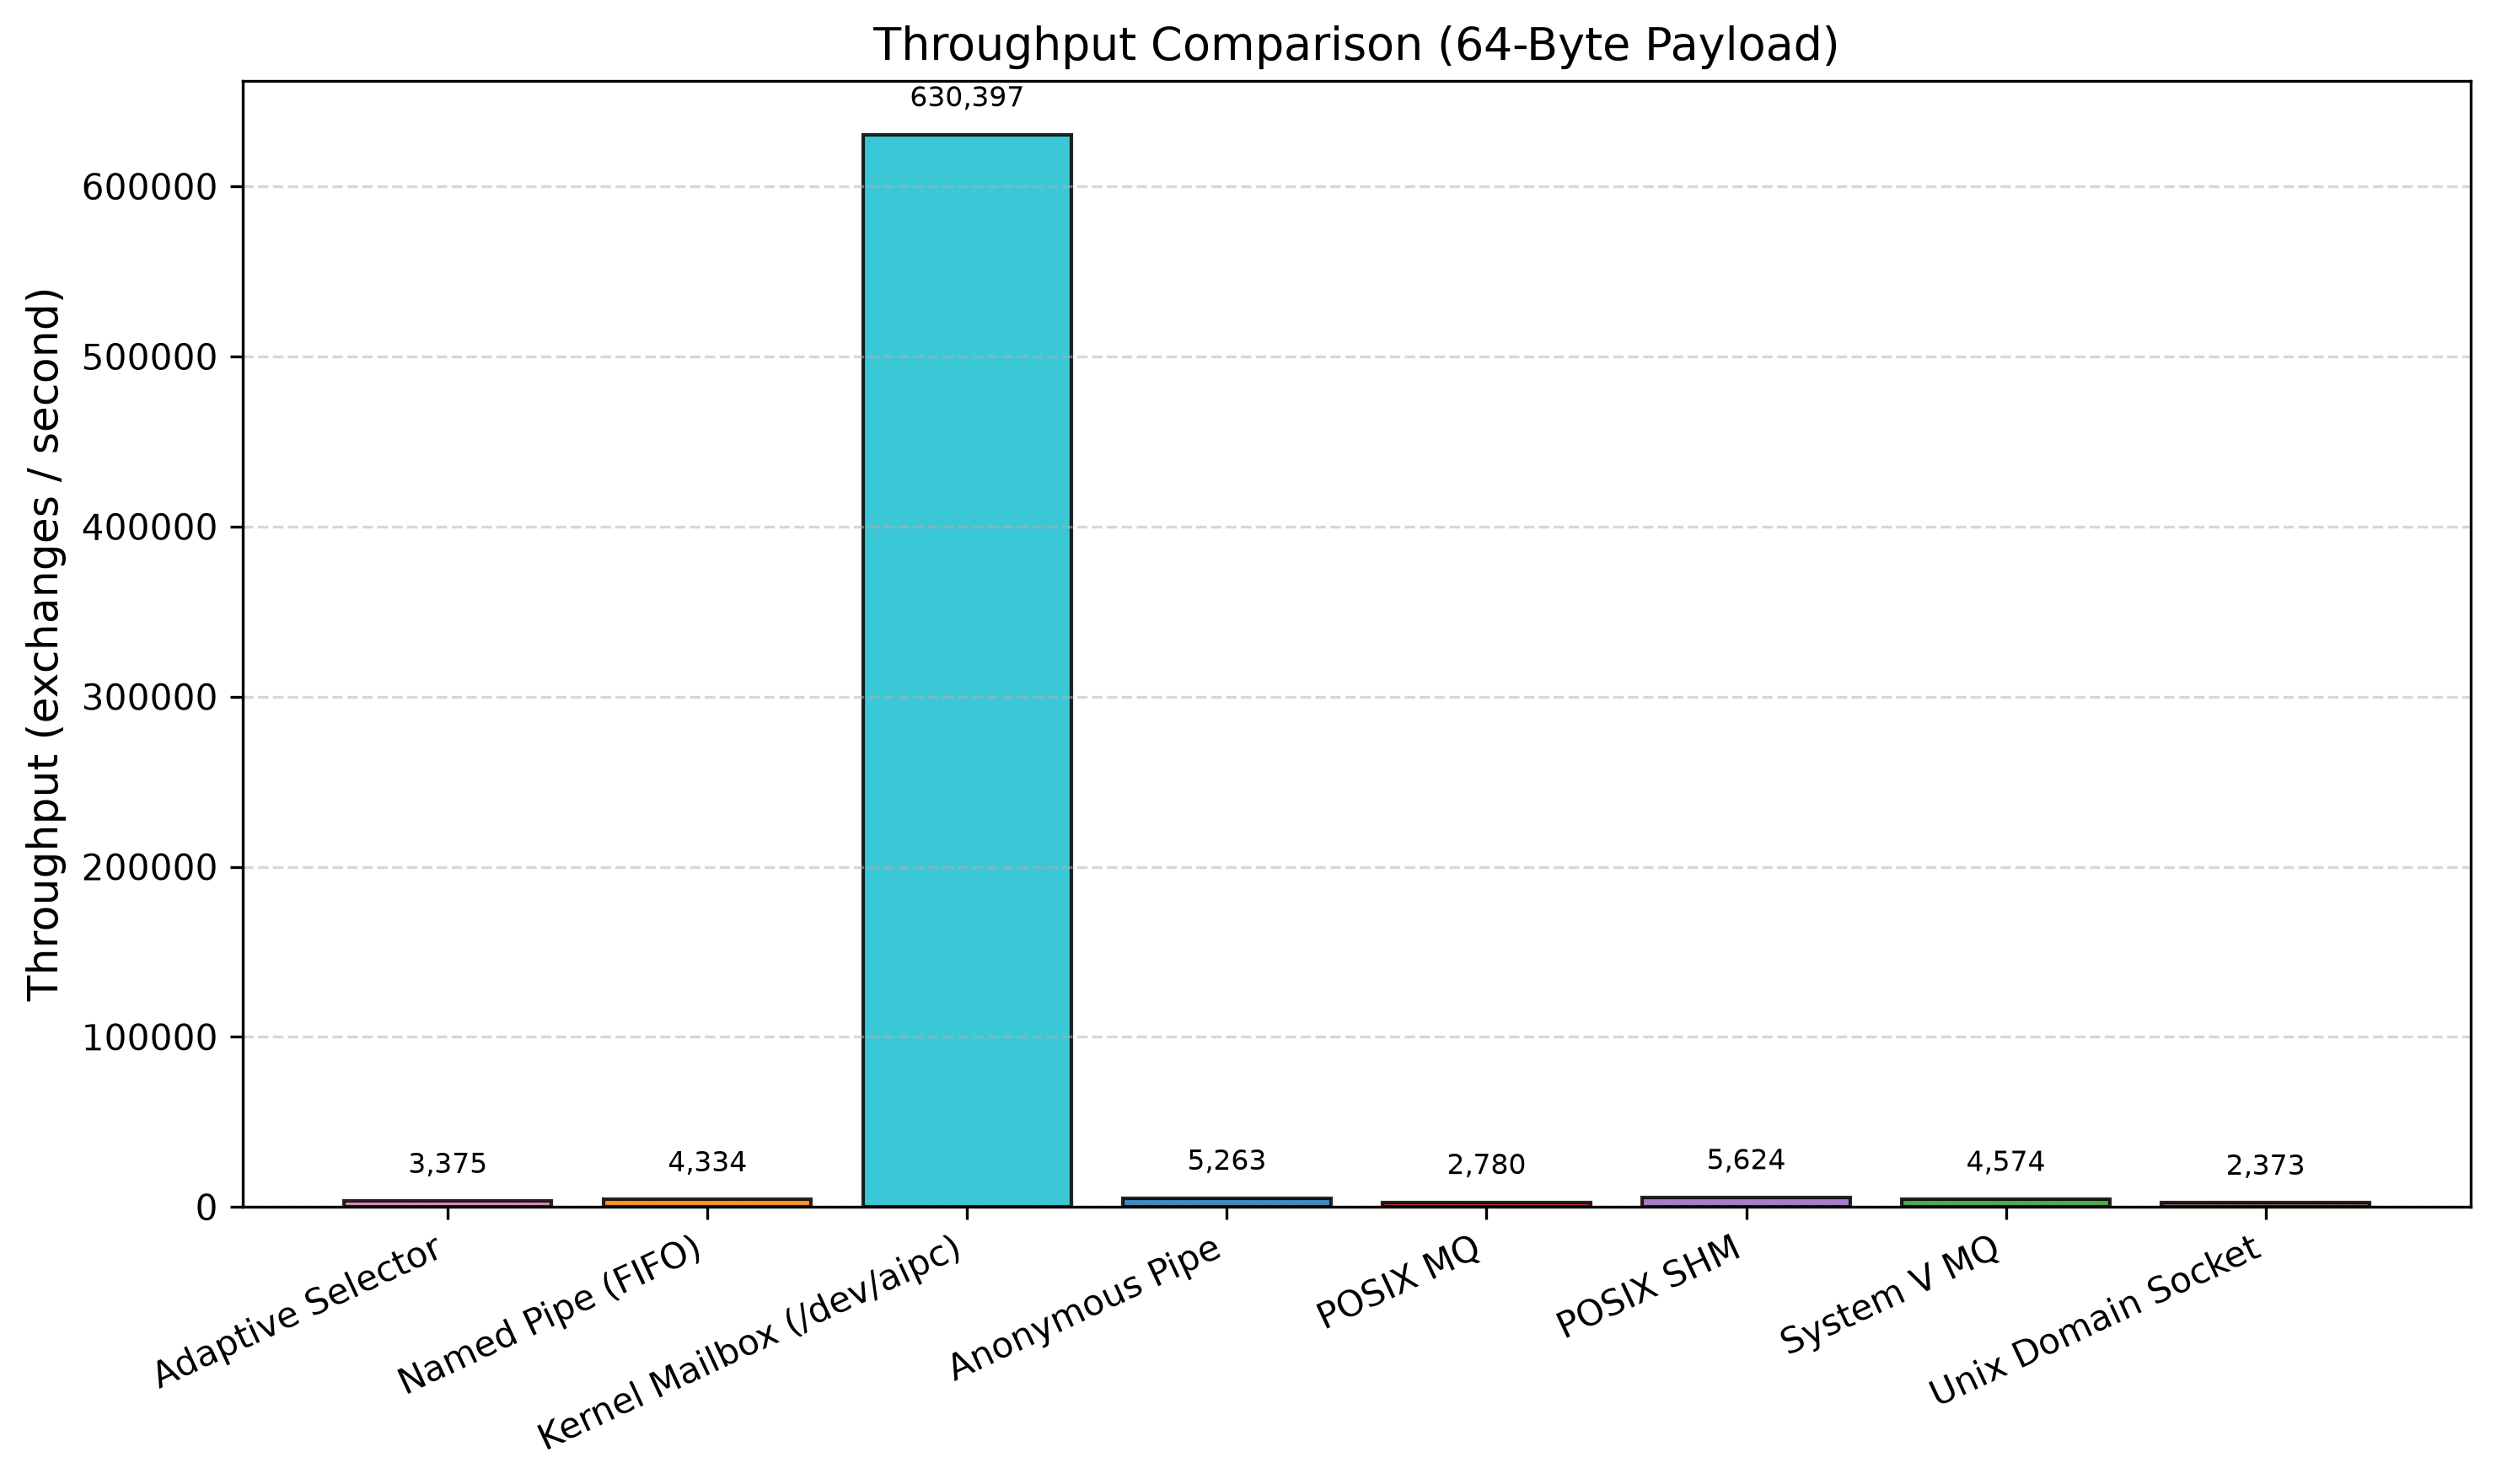 Throughput Comparison (64-Byte Payload)
Throughput (exchanges / second)
600000
500000
400000
300000
200000
100000
0
3,375
4,334
630,397
5,263
2,780
5,624
4,574
2,373
Adaptive Selector
Named Pipe (FIFO)
Kernel Mailbox (/dev/aipc)
Anonymous Pipe
POSIX MQ
POSIX SHM
System V MQ
Unix Domain Socket